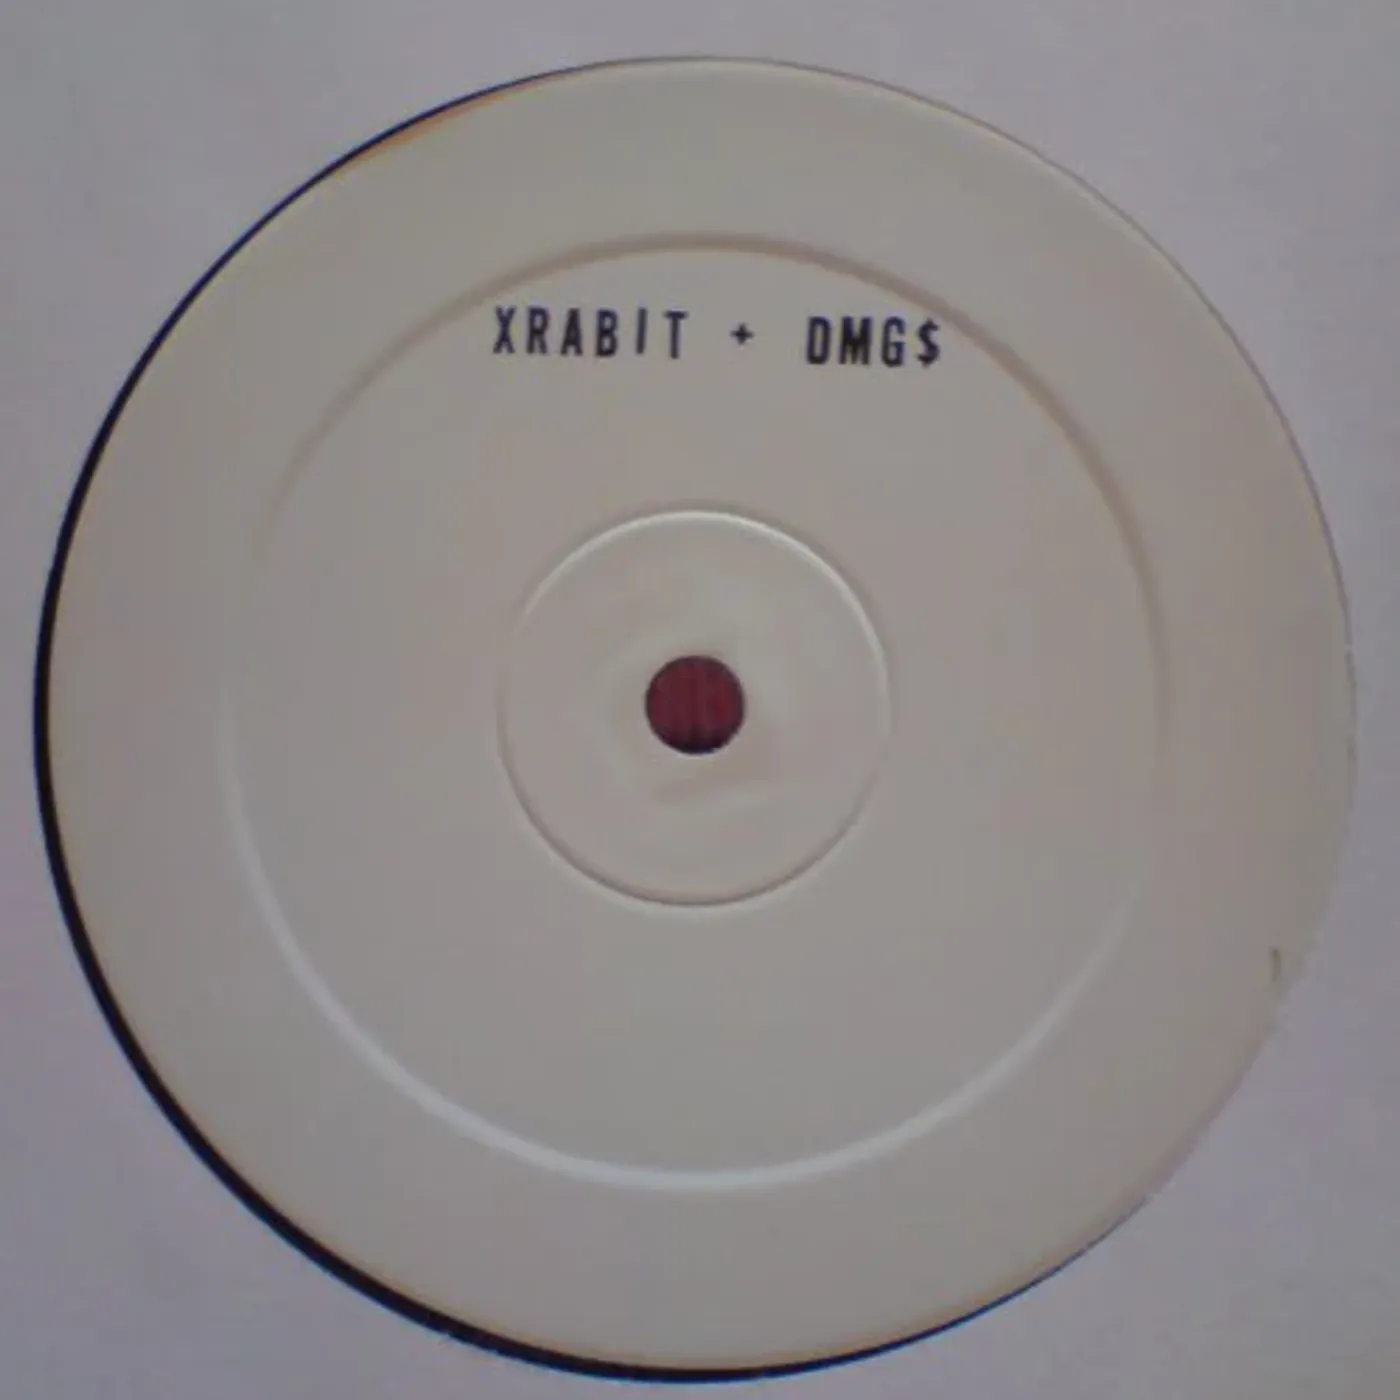 XRABIT + DMG$